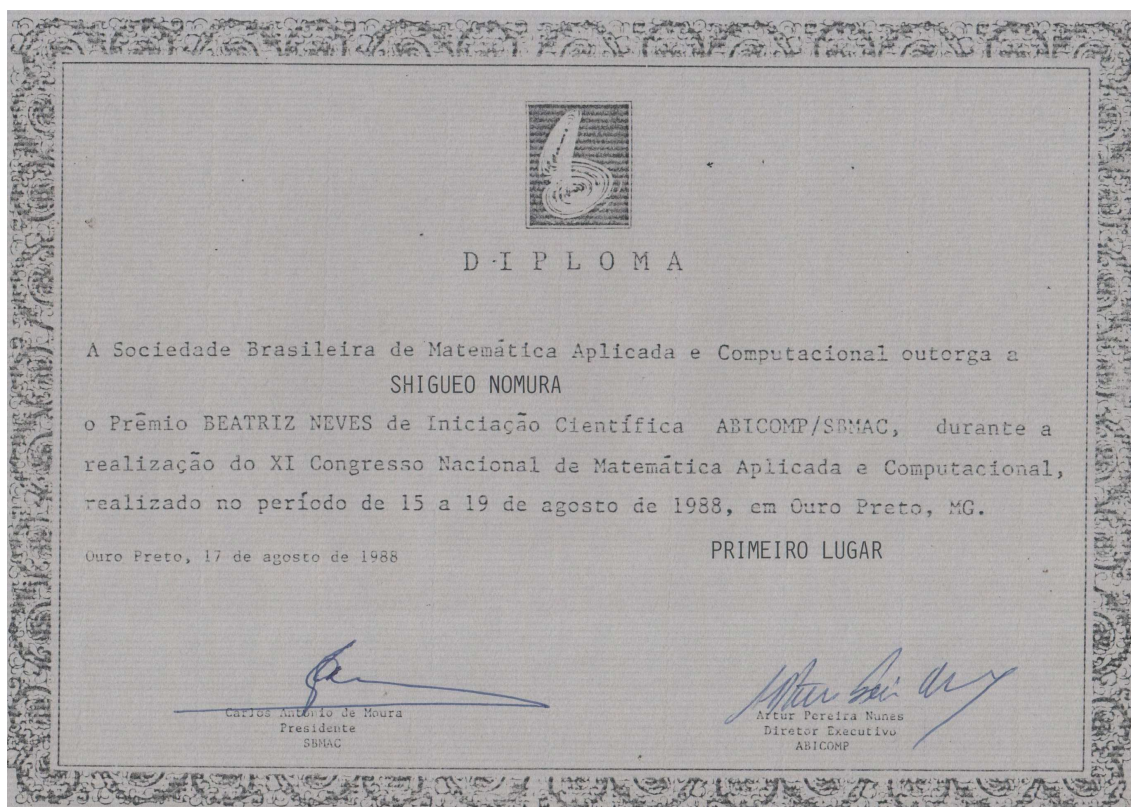 D I P L O M A
A Sociedade Brasileira de Matemática Aplicada e Computacional outorga a
SHIGUEO NOMURA
o Prêmio BEATRIZ NEVES de Iniciação Científica ABICOMP/SBMAC, durante a
realização do XI Congresso Nacional de Matemática Aplicada e Computacional,
realizado no período de 15 a 19 de agosto de 1988, em Ouro Preto, MG.
Ouro Preto, 17 de agosto de 1988
PRIMEIRO LUGAR
Carlos Antonio de Moura
Presidente
SBMAC
Artur Pereira Nunes
Diretor Executivo
ABICOMP